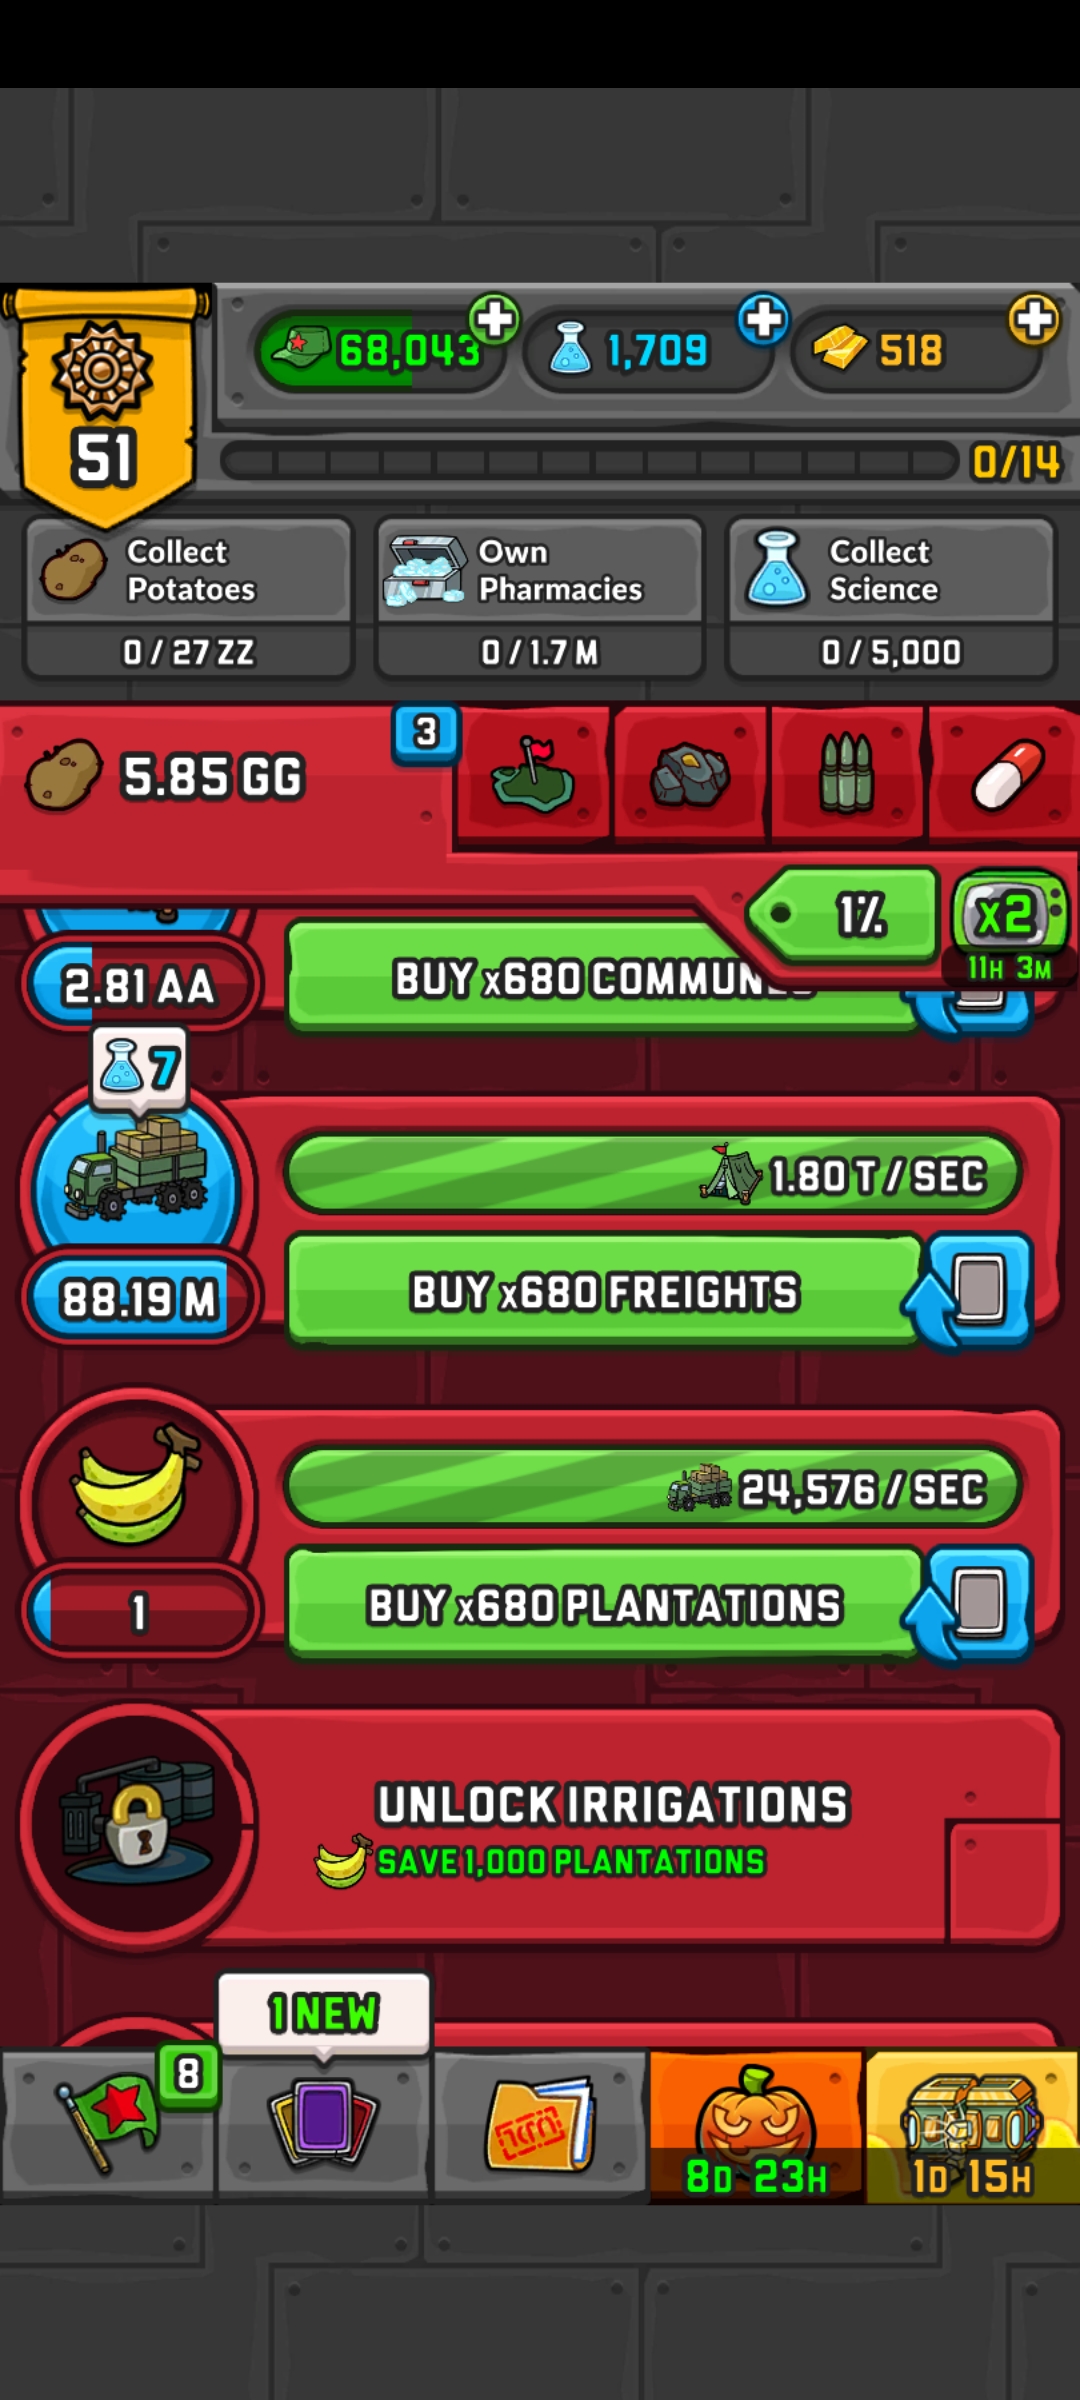 68,043
1,709
518
51
0/14
Collect
Potatoes
0 / 27 ZZ
Own
Pharmacies
0 / 1.7 M
Collect
Science
0 / 5,000
5.85 GG
3
1%
x2
11H 3M
2.81 AA
BUY x680 COMMUN
7
1.80 T / SEC
88.19 M
BUY x680 FREIGHTS
24,576 / SEC
1
BUY x680 PLANTATIONS
UNLOCK IRRIGATIONS
SAVE 1,000 PLANTATIONS
1 NEW
8
8D 23H
1D 15H